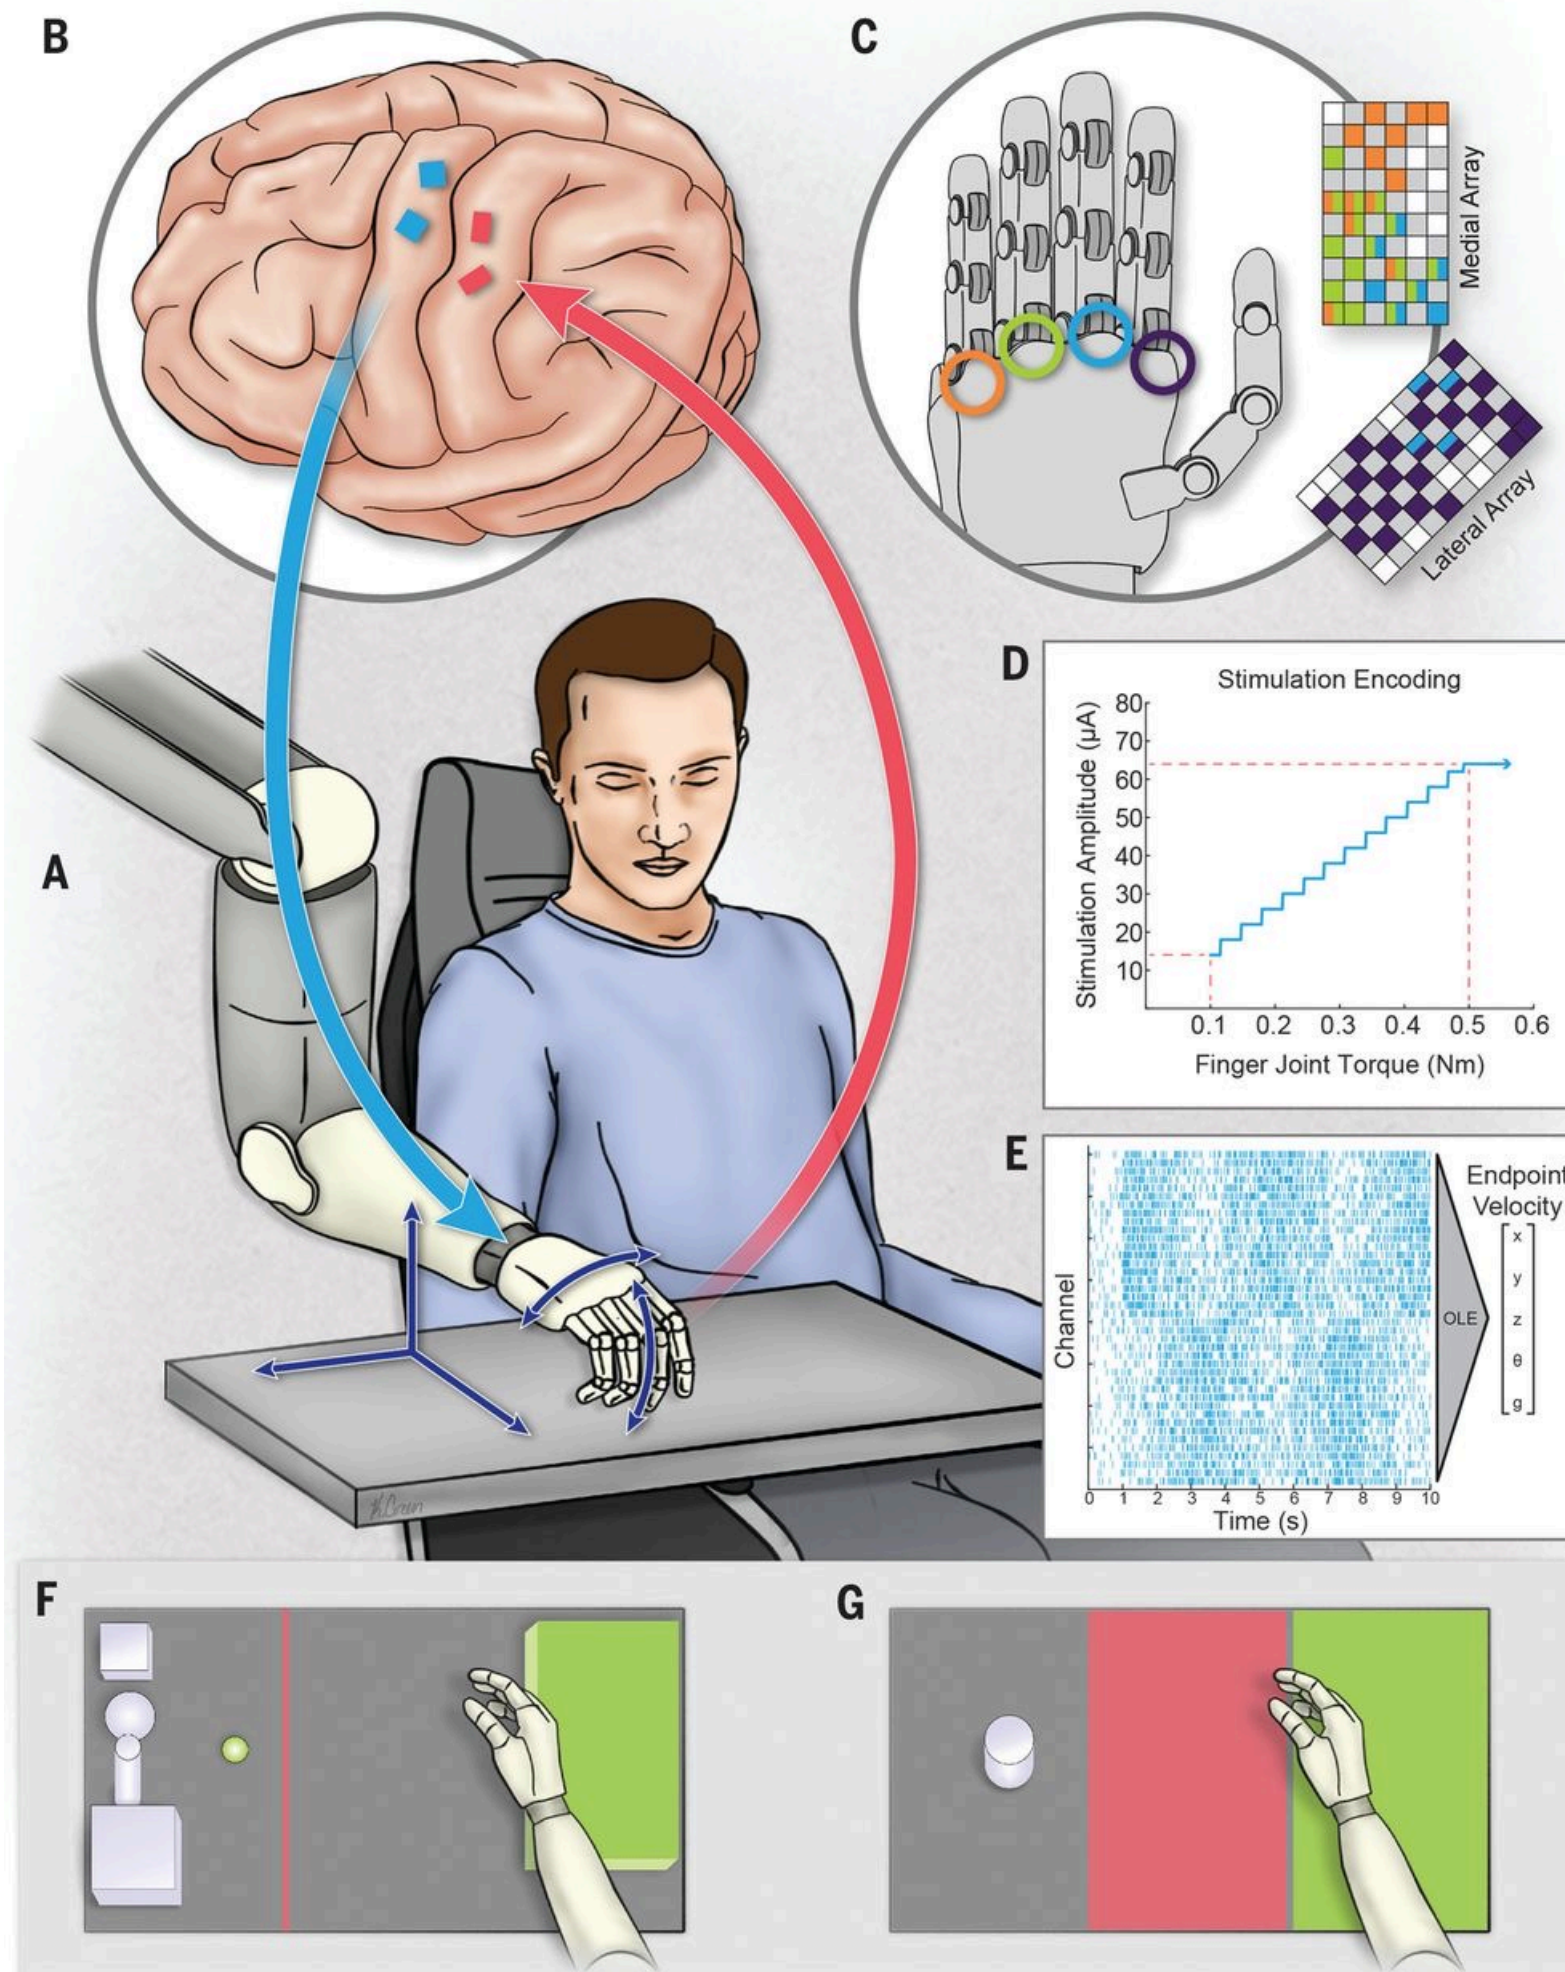 B
C
Medial Array
Lateral Array
A
D
Stimulation Encoding
Stimulation Amplitude (µA)
80
70
60
50
40
30
20
10
0.1 0.2 0.3 0.4 0.5 0.6
Finger Joint Torque (Nm)
E
Channel
0 1 2 3 4 5 6 7 8 9 10
Time (s)
OLE
Endpoint
Velocity
x
y
z
θ
g
F
G